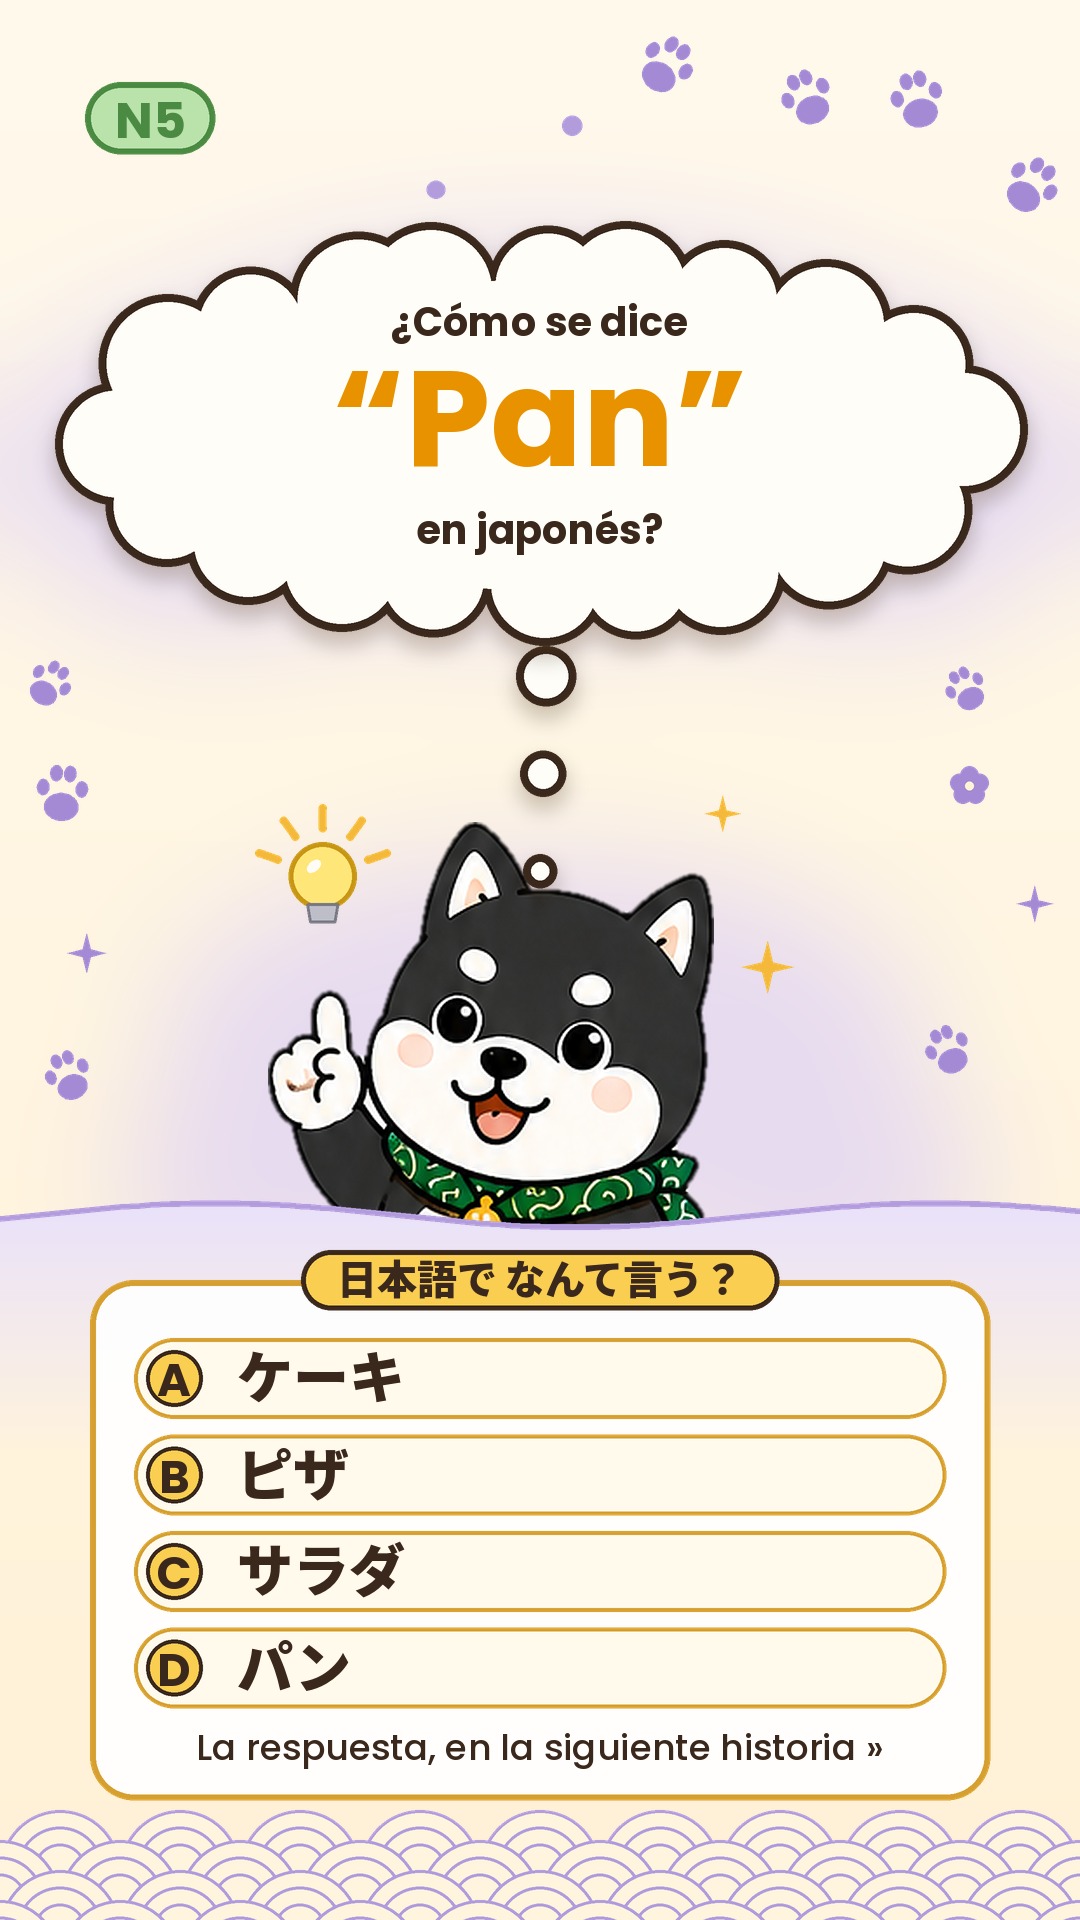 N5
¿Cómo se dice
“Pan”
en japonés?
日本語で なんて言う？
A ケーキ
B ピザ
C サラダ
D パン
La respuesta, en la siguiente historia »